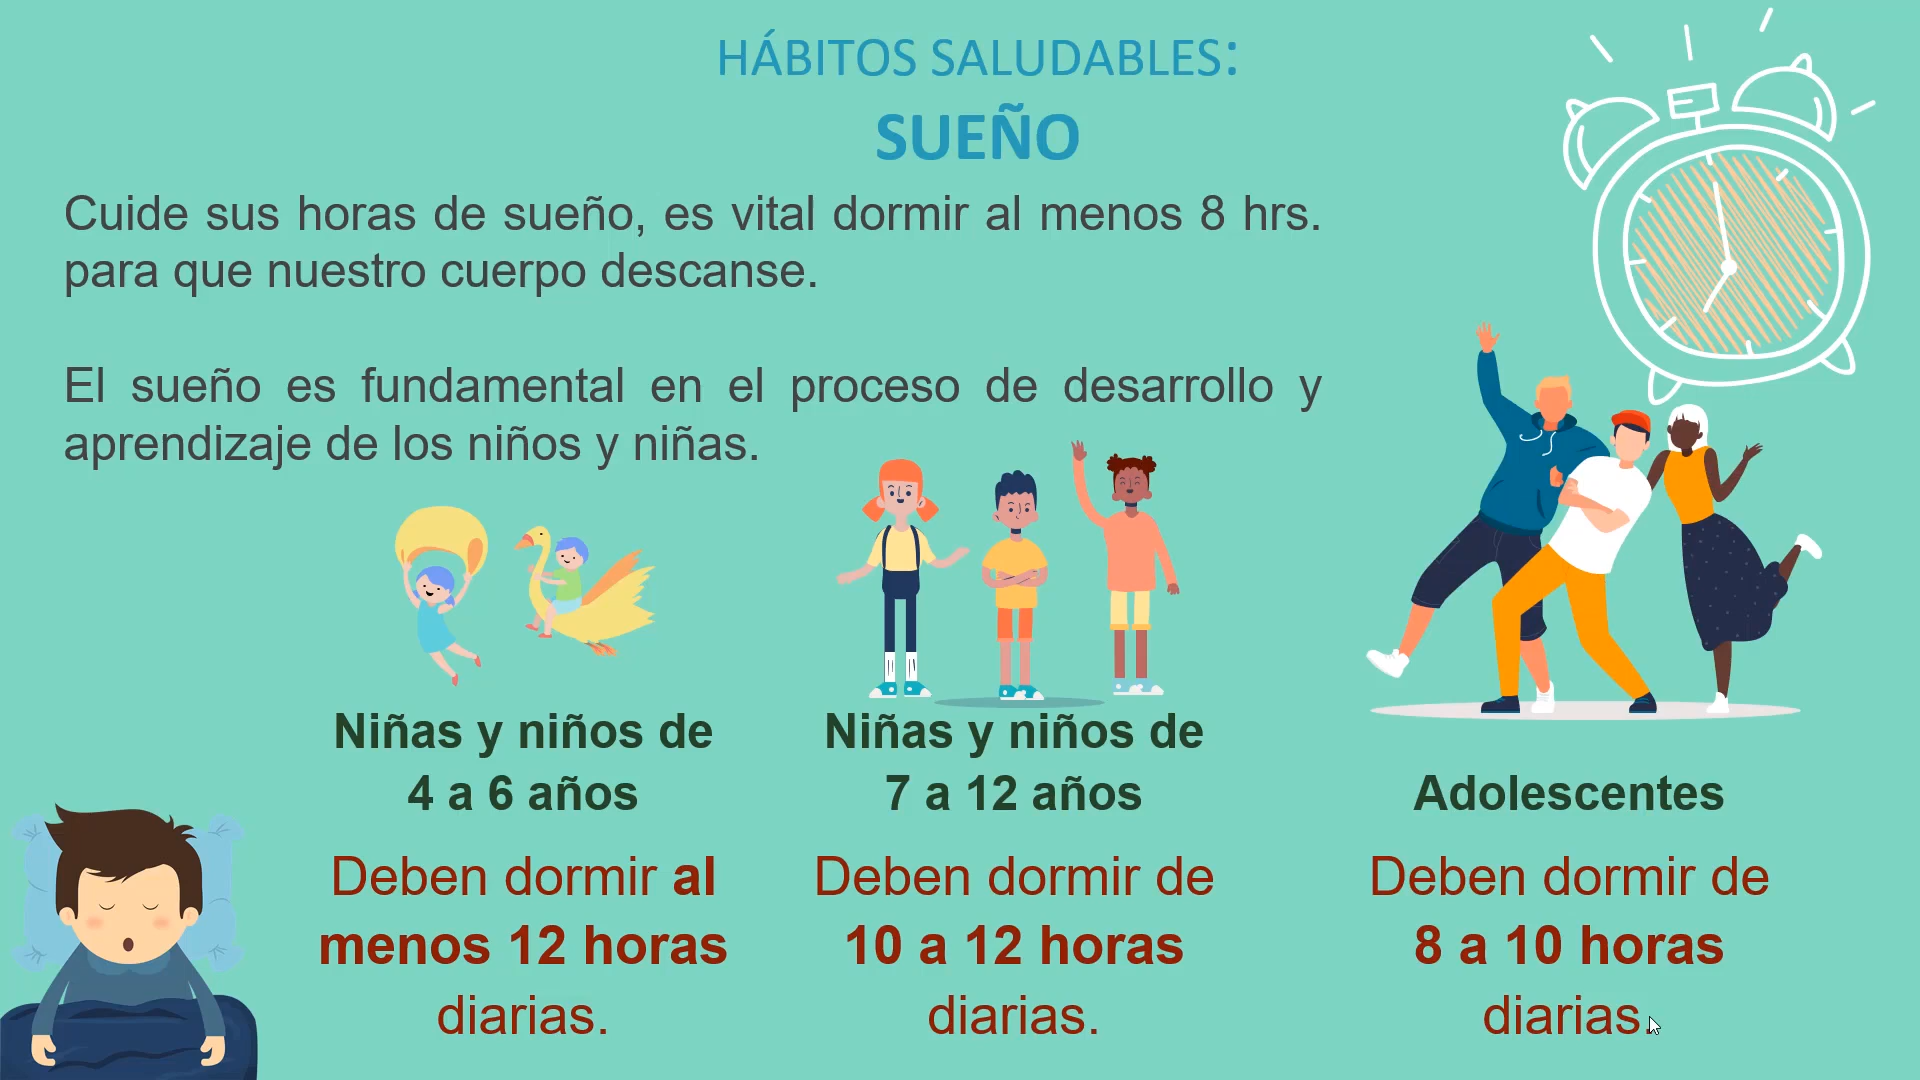 HÁBITOS SALUDABLES:
SUEÑO
Cuide sus horas de sueño, es vital dormir al menos 8 hrs.
para que nuestro cuerpo descanse.
El sueño es fundamental en el proceso de desarrollo y
aprendizaje de los niños y niñas.
Niñas y niños de
4 a 6 años
Deben dormir al
menos 12 horas
diarias.
Niñas y niños de
7 a 12 años
Deben dormir de
10 a 12 horas
diarias.
Adolescentes
Deben dormir de
8 a 10 horas
diarias.